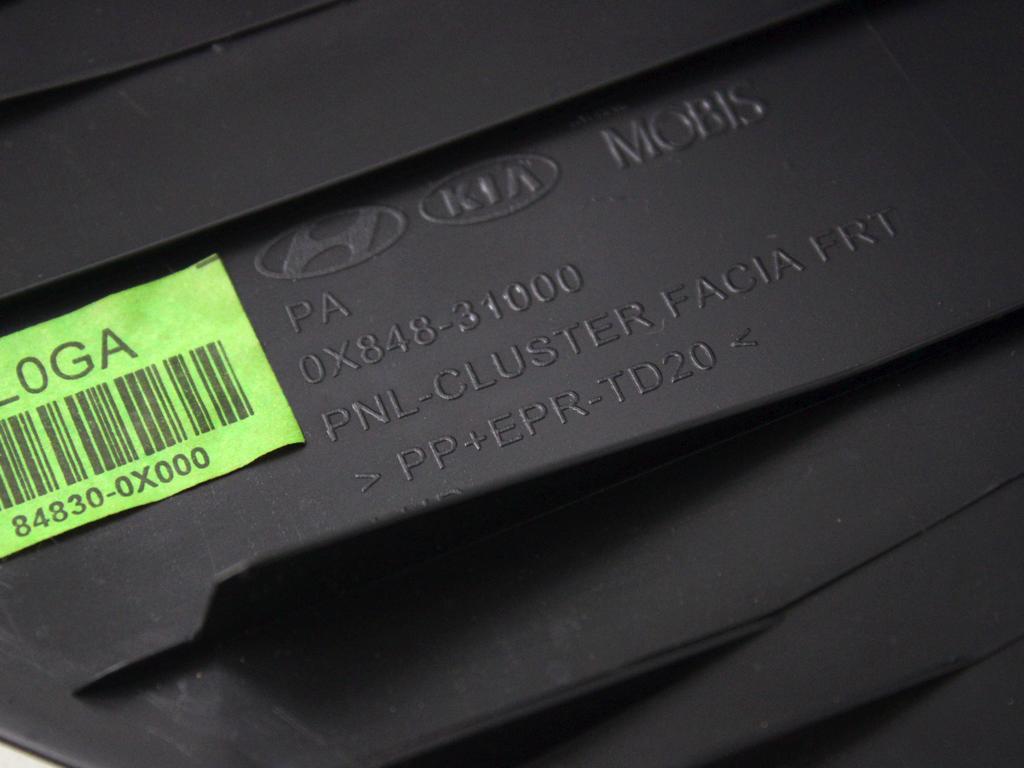 KIA
MOBIS
PA
0X848-31000
PNL-CLUSTER FACIA FRT
> PP+EPR-TD20 <
L0GA
84830-0X000